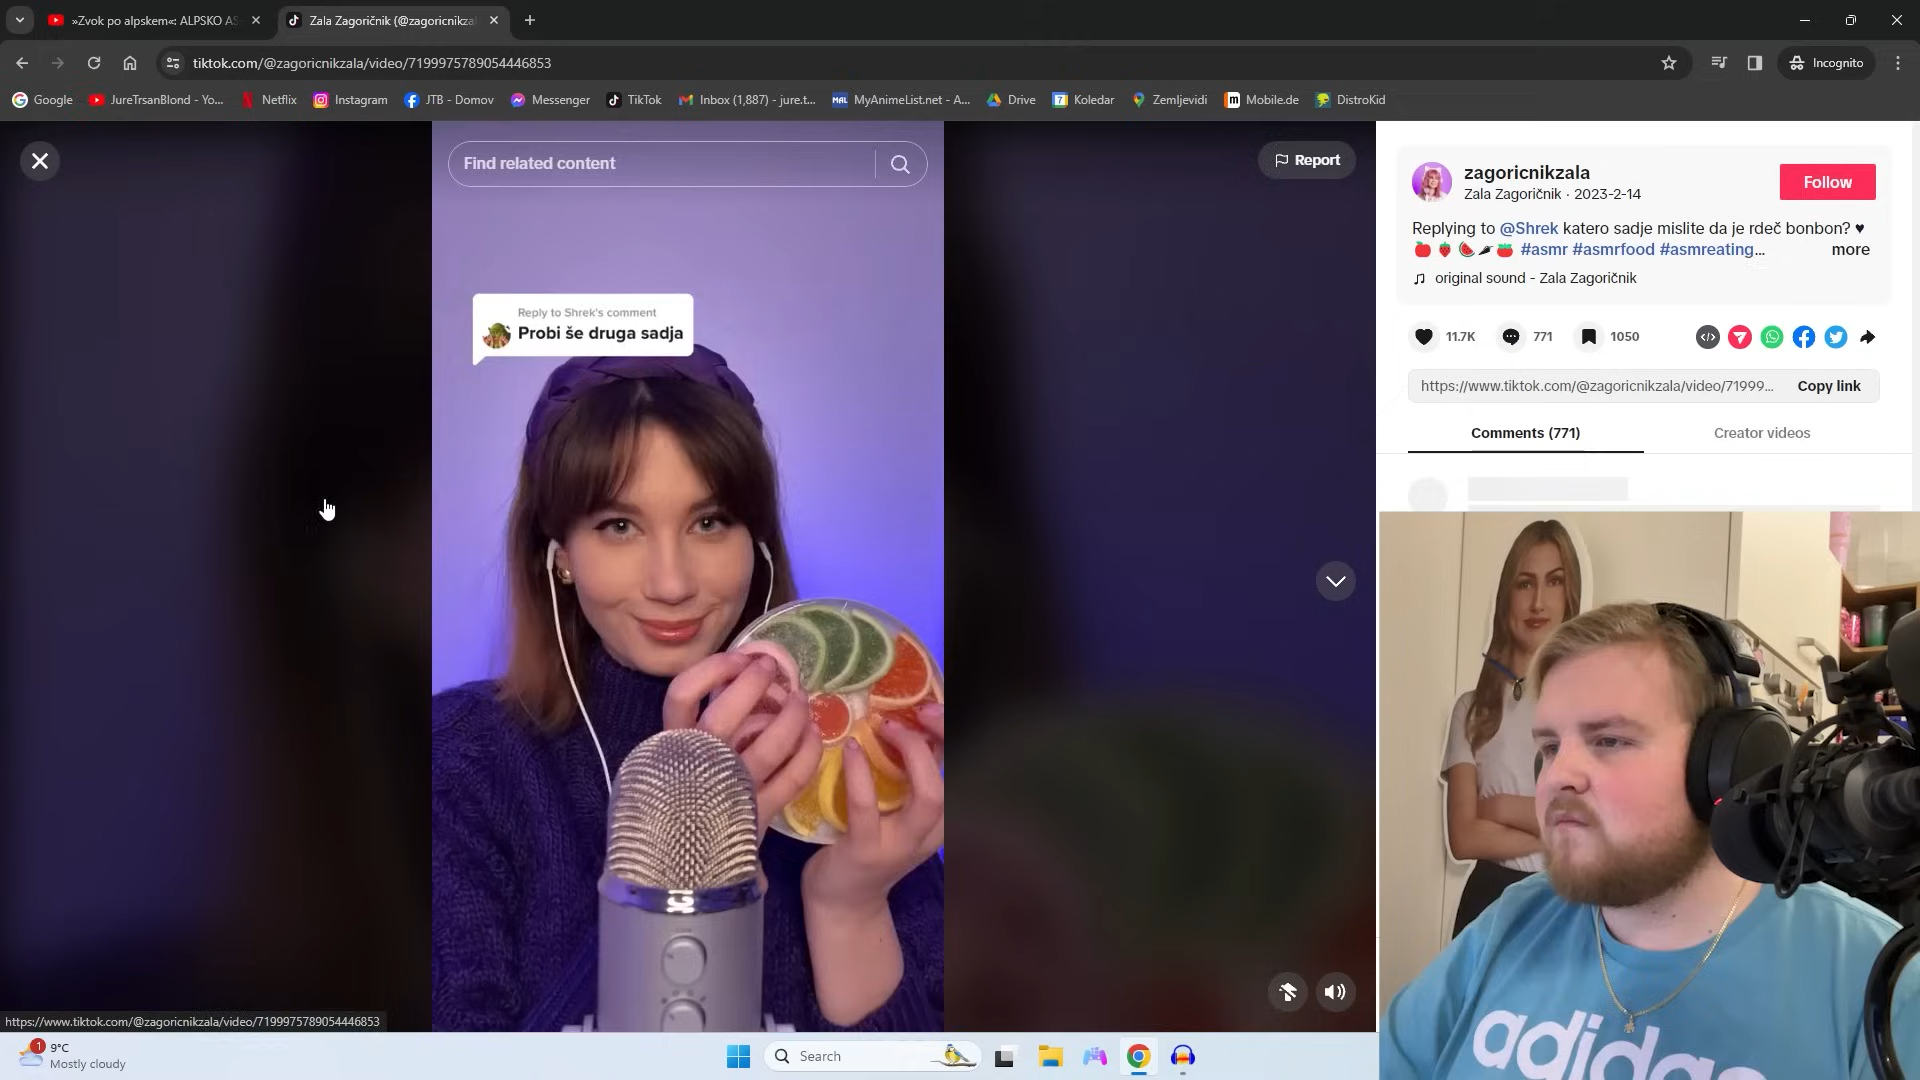 »Zvok po alpskem«: ALPSKO AS
Zala Zagoričnik (@zagoricnikza
tiktok.com/@zagoricnikzala/video/7199975789054446853
Incognito
Google
JureTrsanBlond - Yo...
Netflix
Instagram
JTB - Domov
Messenger
TikTok
Inbox (1,887) - jure.t...
MAL MyAnimeList.net - A...
Drive
7 Koledar
Zemljevidi
m Mobile.de
DistroKid
Find related content
Report
Reply to Shrek's comment
Probi še druga sadja
zagoricnikzala
Zala Zagoričnik · 2023-2-14
Follow
Replying to @Shrek katero sadje mislite da je rdeč bonbon? ♥
🍎🍓🍉🌶🍅 #asmr #asmrfood #asmreating... more
original sound - Zala Zagoričnik
11.7K
771
1050
https://www.tiktok.com/@zagoricnikzala/video/71999...
Copy link
Comments (771)
Creator videos
adidas
https://www.tiktok.com/@zagoricnikzala/video/7199975789054446853
1
9°C
Mostly cloudy
Search